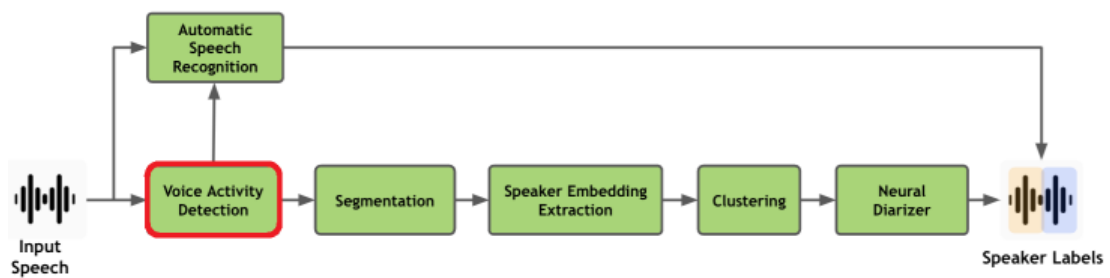 Automatic
Speech
Recognition
Voice Activity
Detection
Segmentation
Speaker Embedding
Extraction
Clustering
Neural
Diarizer
Input
Speech
Speaker Labels